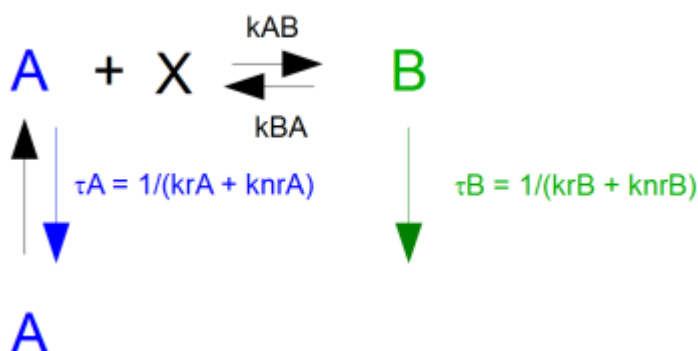 kAB
A + X B
kBA
τA = 1/(krA + knrA)
τB = 1/(krB + knrB)
A